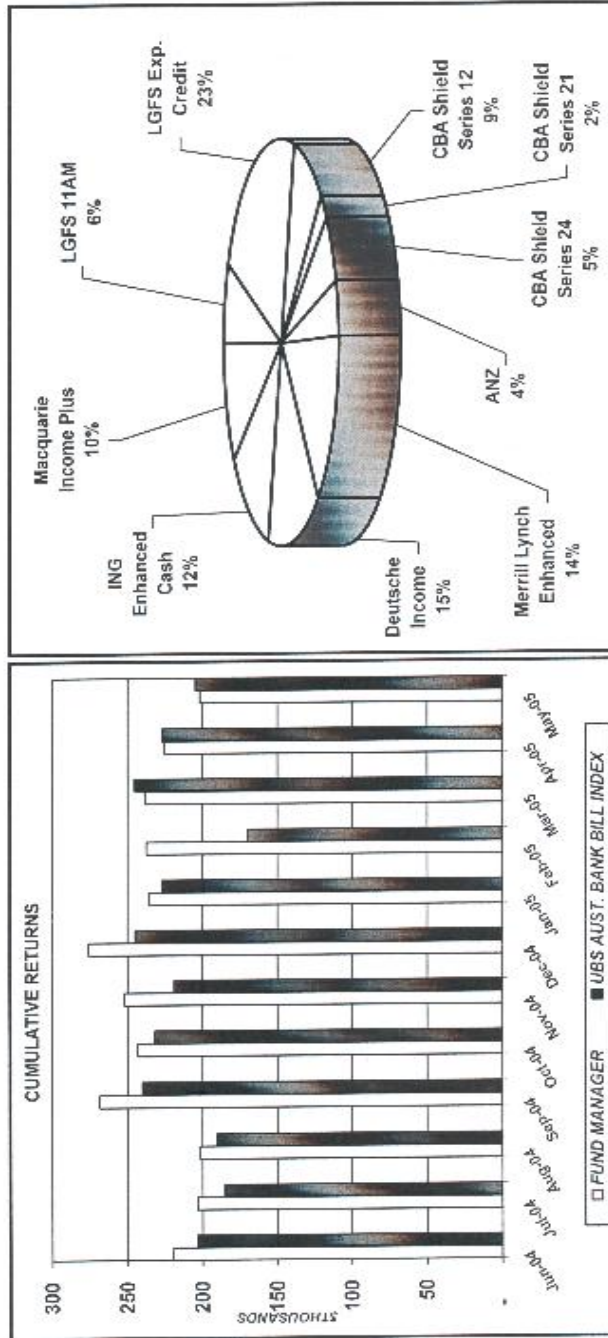 CUMULATIVE RETURNS
300
250
200
150
100
50
-
$THOUSANDS
Jun-04
Jul-04
Aug-04
Sep-04
Oct-04
Nov-04
Dec-04
Jan-05
Feb-05
Mar-05
Apr-05
May-05
FUND MANAGER
UBS AUST. BANK BILL INDEX
LGFS 11AM
6%
LGFS Exp.
Credit
23%
CBA Shield
Series 12
9%
CBA Shield
Series 21
2%
CBA Shield
Series 24
5%
ANZ
4%
Merrill Lynch
Enhanced
14%
Deutsche
Income
15%
ING
Enhanced
Cash
12%
Macquarie
Income Plus
10%